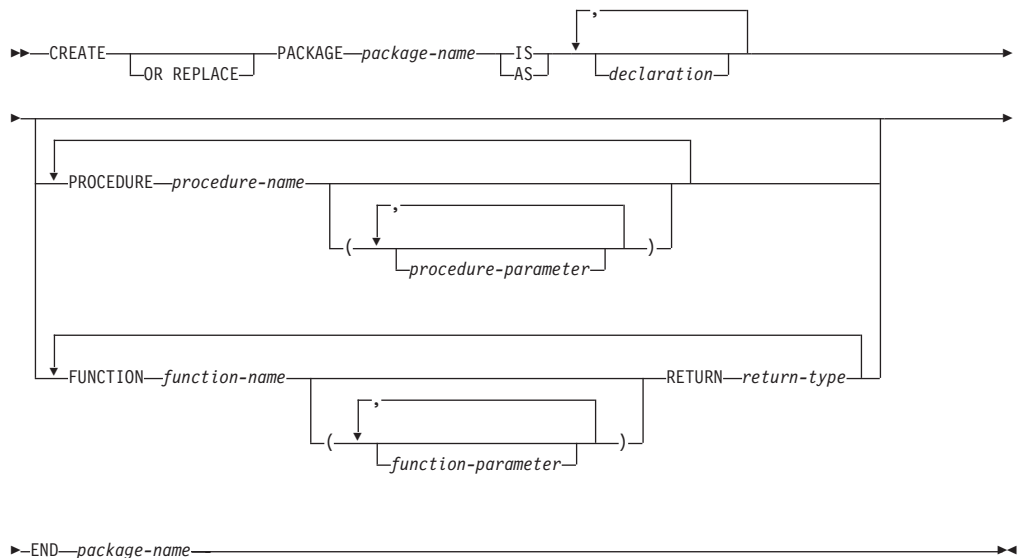 ,
CREATE OR REPLACE PACKAGE package-name IS AS declaration
PROCEDURE procedure-name
,
( procedure-parameter )
FUNCTION function-name RETURN return-type
,
( function-parameter )
END package-name